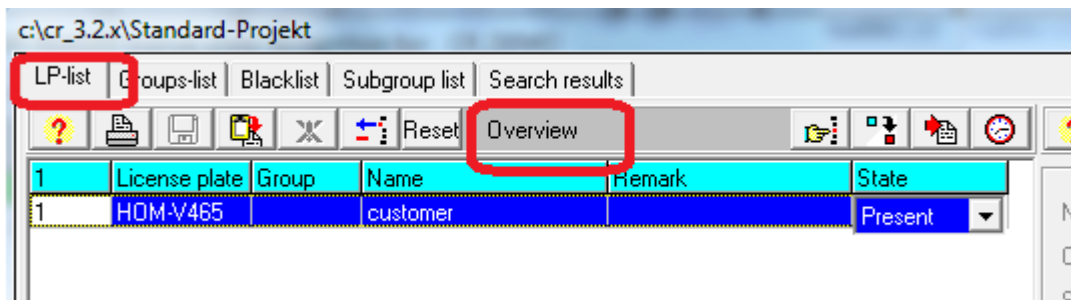 c:\cr_3.2.x\Standard-Projekt
LP-list Groups-list Blacklist Subgroup list Search results
? Reset Overview
1 License plate Group Name Remark State
1 HOM-V465 customer Present